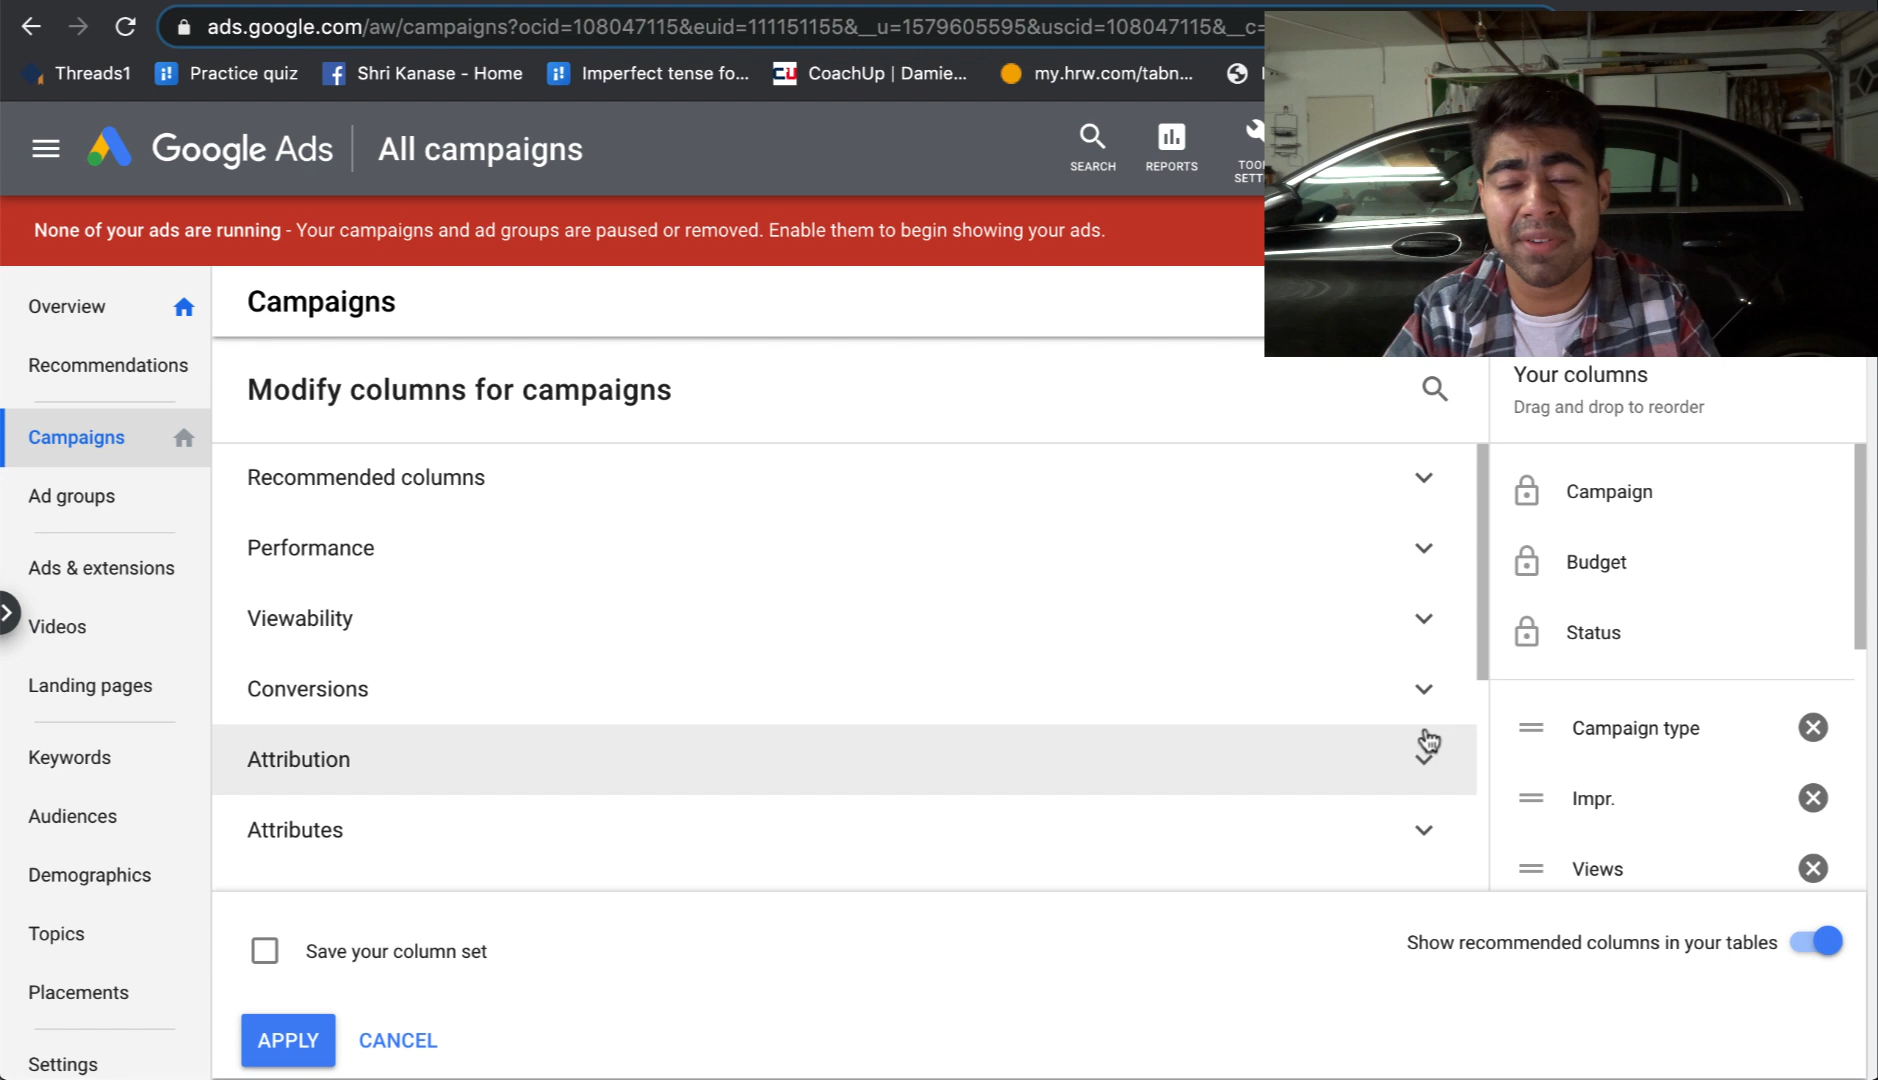 ads.google.com/aw/campaigns?ocid=108047115&euid=111151155&__u=1579605595&uscid=108047115&__c=
Threads1
Practice quiz
Shri Kanase - Home
Imperfect tense fo...
CoachUp | Damie...
my.hrw.com/tabn...
Google Ads
All campaigns
SEARCH
REPORTS
None of your ads are running - Your campaigns and ad groups are paused or removed. Enable them to begin showing your ads.
Overview
Recommendations
Campaigns
Ad groups
Ads & extensions
Videos
Landing pages
Keywords
Audiences
Demographics
Topics
Placements
Settings
Campaigns
Modify columns for campaigns
Recommended columns
Performance
Viewability
Conversions
Attribution
Attributes
Your columns
Drag and drop to reorder
Campaign
Budget
Status
Campaign type
Impr.
Views
Save your column set
Show recommended columns in your tables
APPLY
CANCEL